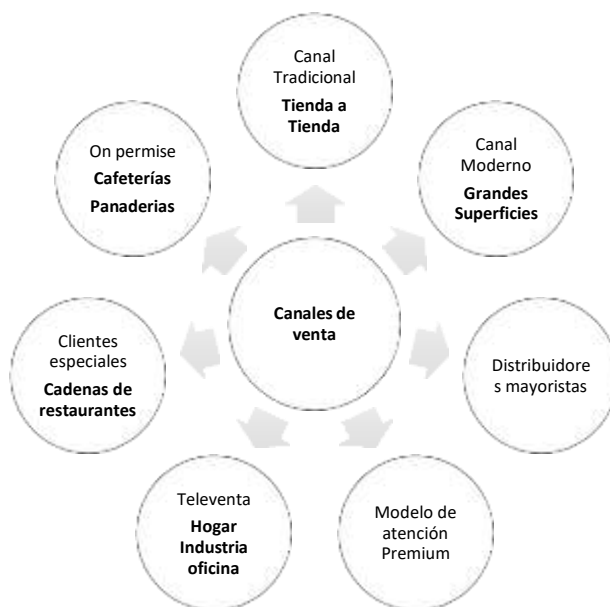 Canal
Tradicional
Tienda a
Tienda
Canal
Moderno
Grandes
Superficies
Distribuidore
s mayoristas
Modelo de
atención
Premium
Televenta
Hogar
Industria
oficina
Clientes
especiales
Cadenas de
restaurantes
On permise
Cafeterías
Panaderias
Canales de
venta